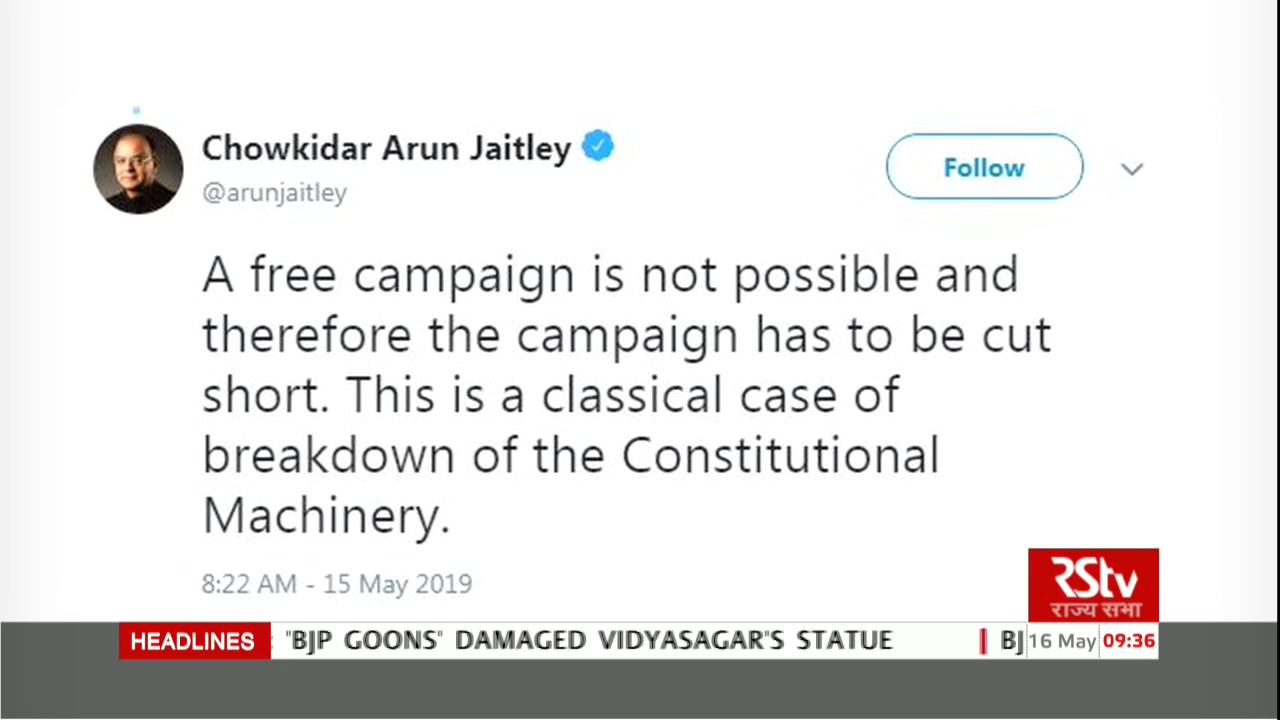 Chowkidar Arun Jaitley
@arunjaitley
Follow
A free campaign is not possible and
therefore the campaign has to be cut
short. This is a classical case of
breakdown of the Constitutional
Machinery.
8:22 AM - 15 May 2019
RStv
राज्य सभा
HEADLINES : "BJP GOONS" DAMAGED VIDYASAGAR"S STATUE | BJ 16 May 09:36